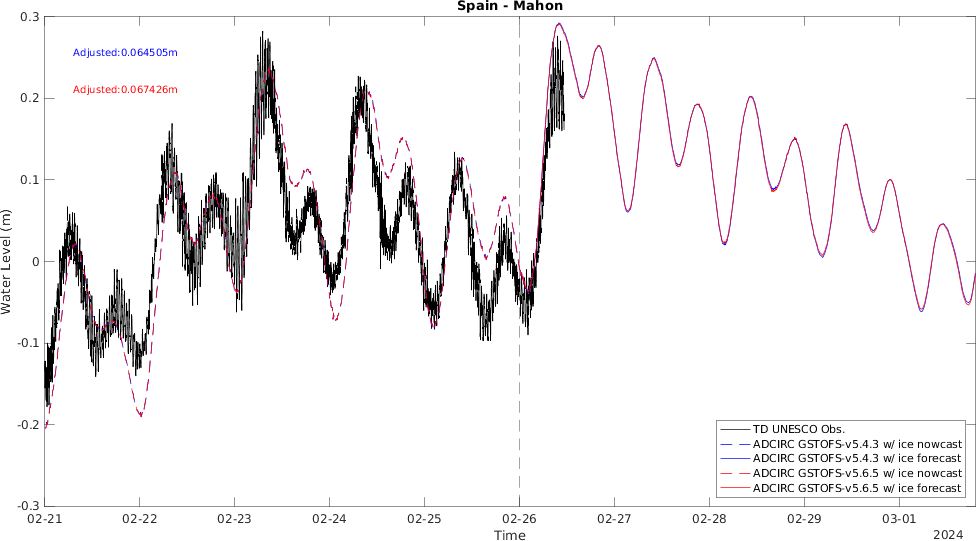 Spain - Mahon
0.3
Adjusted:0.064505m
Adjusted:0.067426m
0.2
0.1
0
-0.1
-0.2
-0.3
Water Level (m)
TD UNESCO Obs.
ADCIRC GSTOFS-v5.4.3 w/ ice nowcast
ADCIRC GSTOFS-v5.4.3 w/ ice forecast
ADCIRC GSTOFS-v5.6.5 w/ ice nowcast
ADCIRC GSTOFS-v5.6.5 w/ ice forecast
02-21 02-22 02-23 02-24 02-25 02-26 02-27 02-28 02-29 03-01
Time
2024